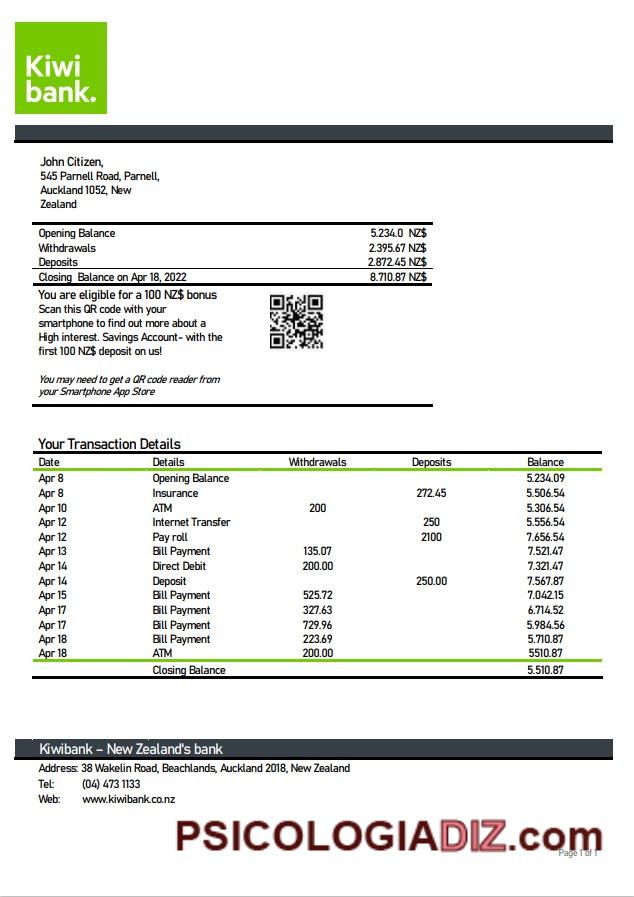 Kiwi
bank.
John Citizen,
545 Parnell Road, Parnell,
Auckland 1052, New
Zealand
Opening Balance 5.234.0 NZ$
Withdrawals 2.395.67 NZ$
Deposits 2.872.45 NZ$
Closing Balance on Apr 18, 2022 8.710.87 NZ$
You are eligible for a 100 NZ$ bonus
Scan this QR code with your
smartphone to find out more about a
High interest. Savings Account- with the
first 100 NZ$ deposit on us!
You may need to get a QR code reader from
your Smartphone App Store
Your Transaction Details
Date Details Withdrawals Deposits Balance
Apr 8 Opening Balance 5.234.09
Apr 8 Insurance 272.45 5.506.54
Apr 10 ATM 200 5.306.54
Apr 12 Internet Transfer 250 5.556.54
Apr 12 Pay roll 2100 7.656.54
Apr 13 Bill Payment 135.07 7.521.47
Apr 14 Direct Debit 200.00 7.321.47
Apr 14 Deposit 250.00 7.567.87
Apr 15 Bill Payment 525.72 7.042.15
Apr 17 Bill Payment 327.63 6.714.52
Apr 17 Bill Payment 729.96 5.984.56
Apr 18 Bill Payment 223.69 5.710.87
Apr 18 ATM 200.00 5510.87
Closing Balance 5.510.87
Kiwibank – New Zealand's bank
Address: 38 Wakelin Road, Beachlands, Auckland 2018, New Zealand
Tel: (04) 473 1133
Web: www.kiwibank.co.nz
PSICOLOGIADIZ.com
Page 1 of 1